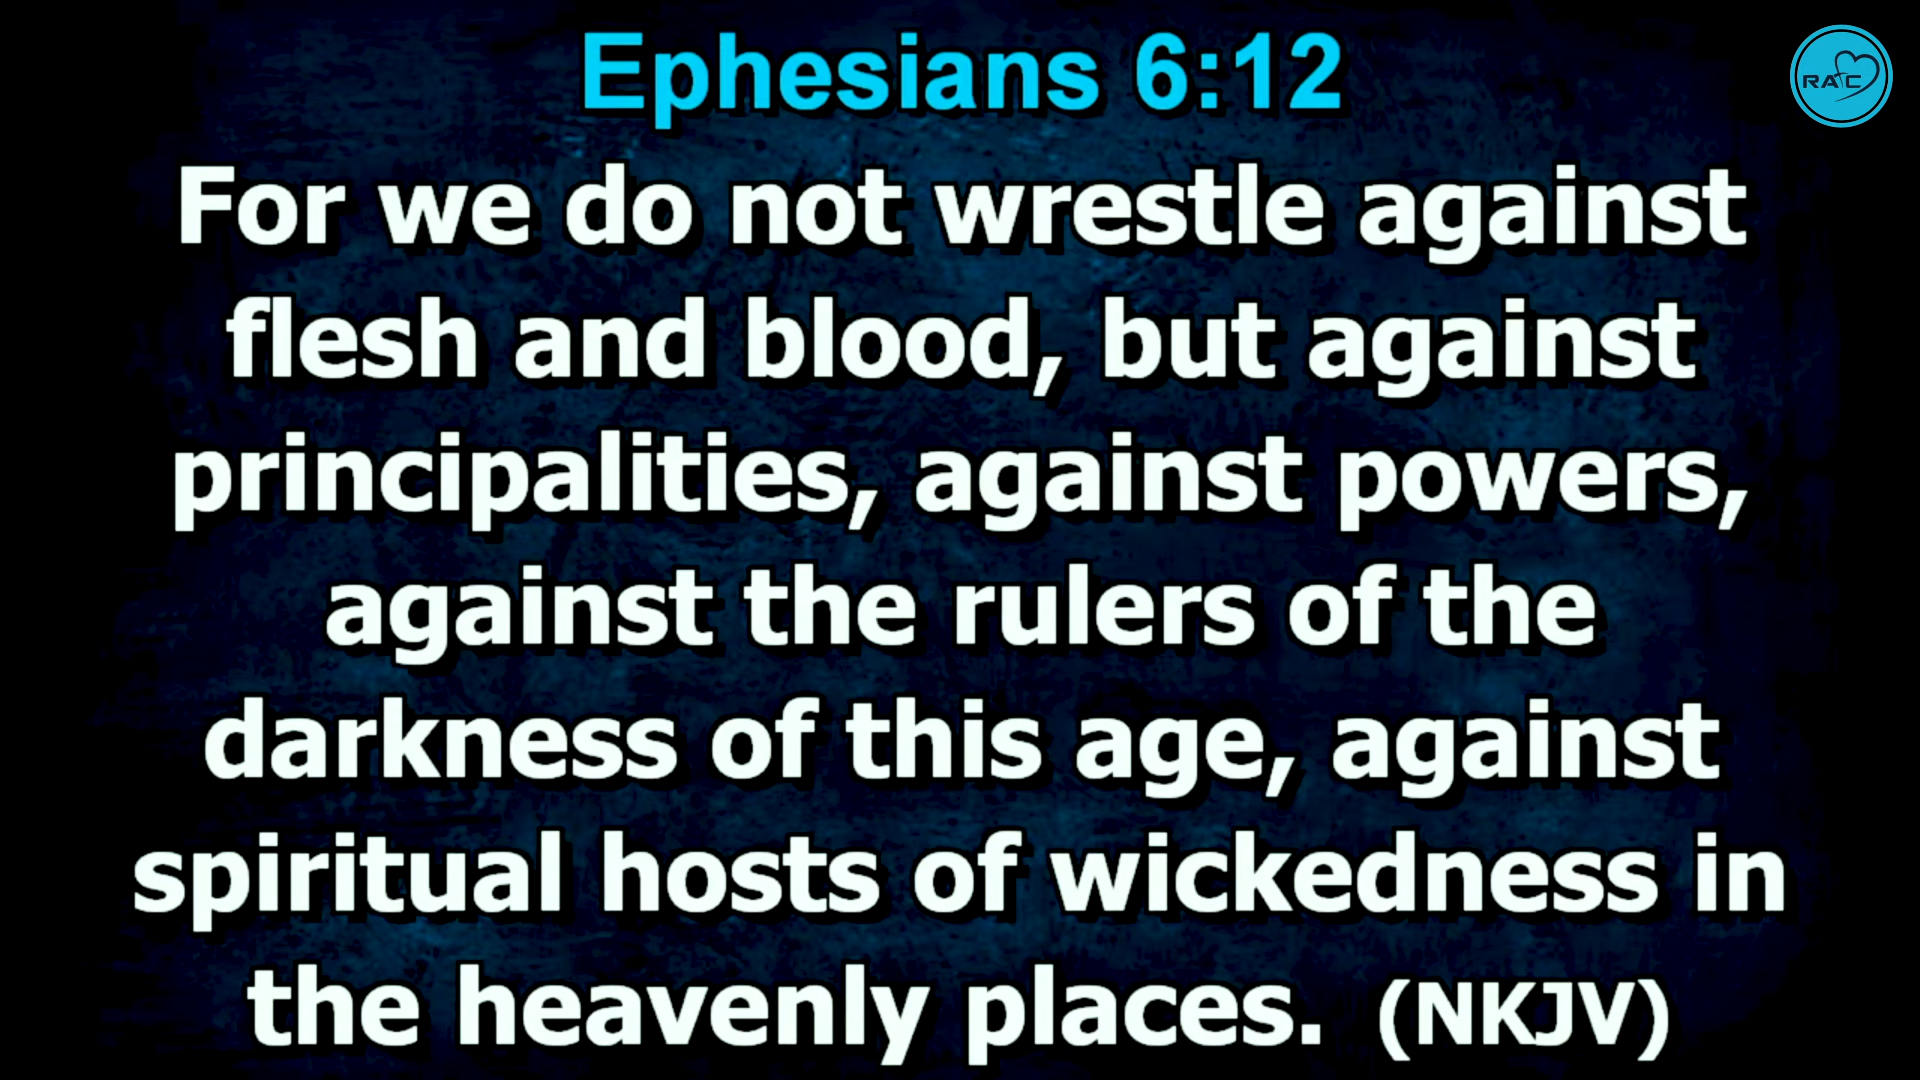 Ephesians 6:12
RAC
For we do not wrestle against
flesh and blood, but against
principalities, against powers,
against the rulers of the
darkness of this age, against
spiritual hosts of wickedness in
the heavenly places. (NKJV)